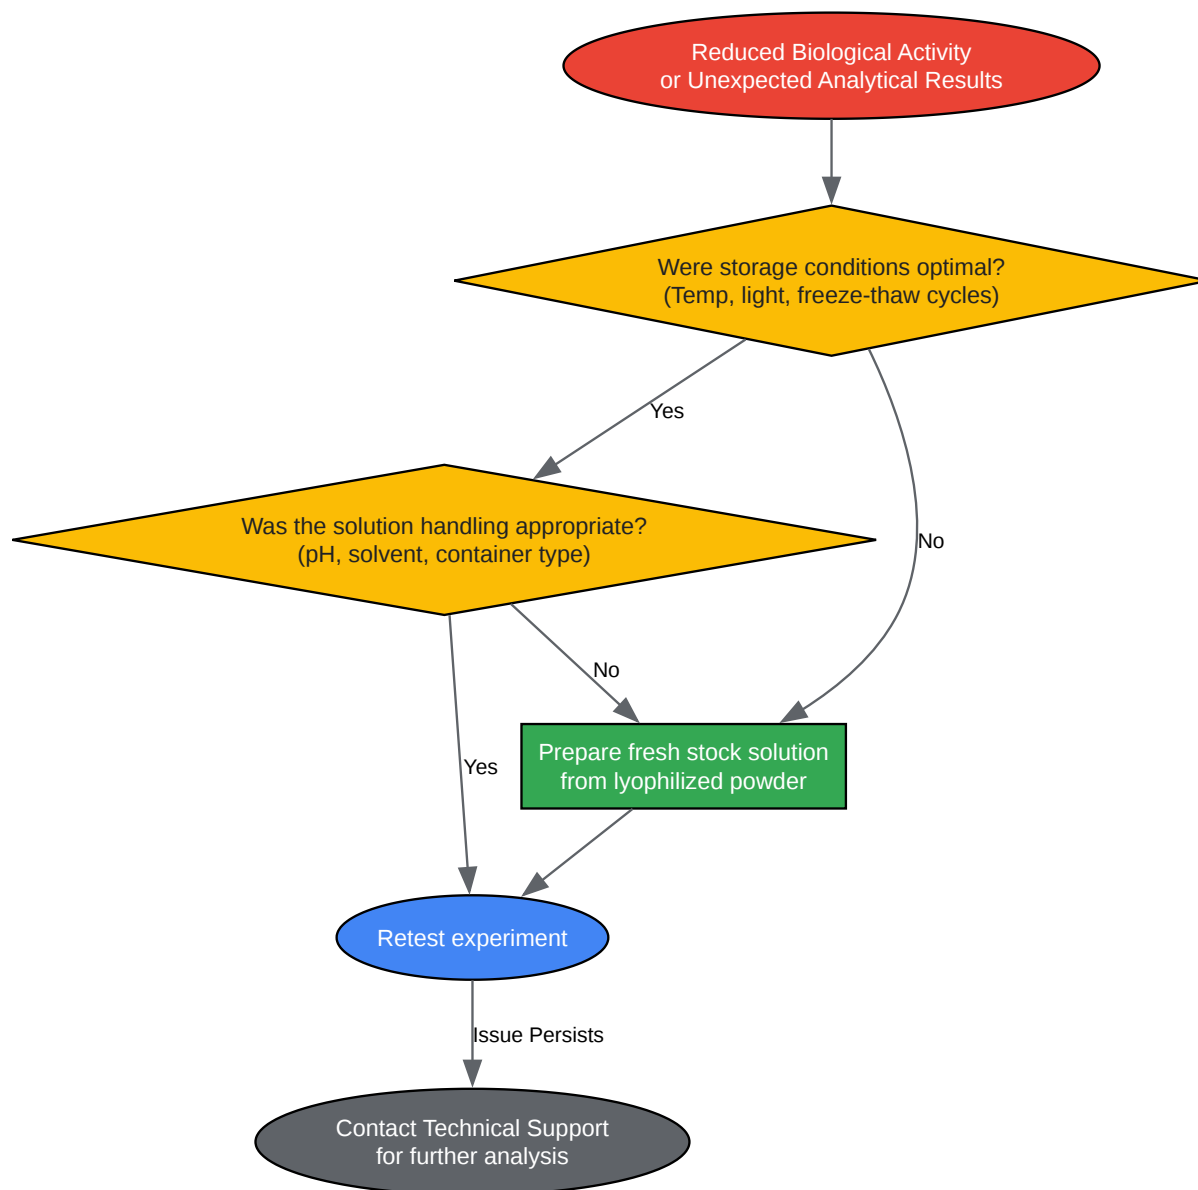 Reduced Biological Activity
or Unexpected Analytical Results
Were storage conditions optimal?
(Temp, light, freeze-thaw cycles)
Yes
Was the solution handling appropriate?
(pH, solvent, container type)
No
No
Prepare fresh stock solution
from lyophilized powder
Yes
Retest experiment
Issue Persists
Contact Technical Support
for further analysis